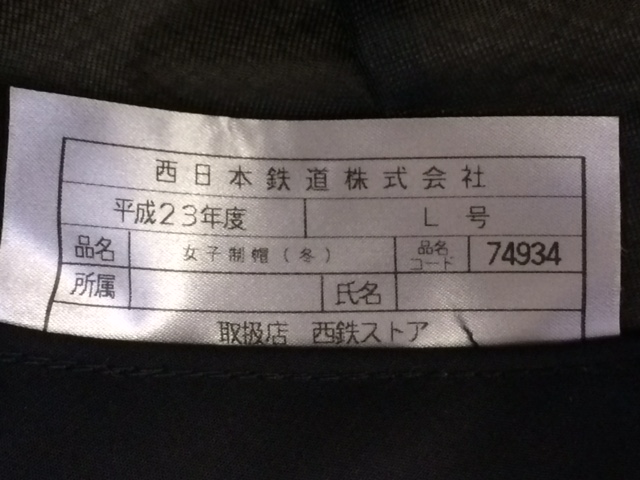 西日本鉄道株式会社
平成23年度 L号
品名 女子制帽(冬) 品名コード 74934
所属 氏名
取扱店 西鉄ストア